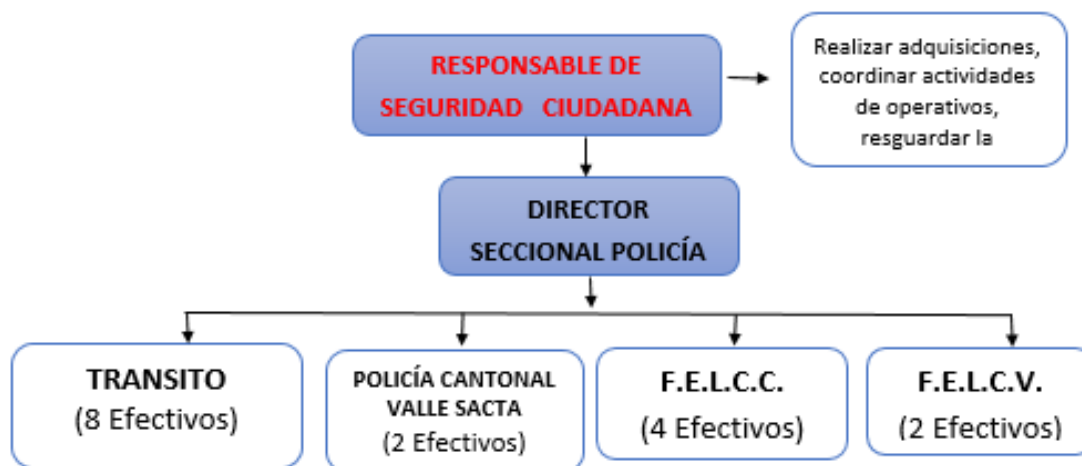 RESPONSABLE DE
SEGURIDAD CIUDADANA
Realizar adquisiciones,
coordinar actividades
de operativos,
resguardar la
DIRECTOR
SECCIONAL POLICÍA
TRANSITO
(8 Efectivos)
POLICÍA CANTONAL
VALLE SACTA
(2 Efectivos)
F.E.L.C.C.
(4 Efectivos)
F.E.L.C.V.
(2 Efectivos)